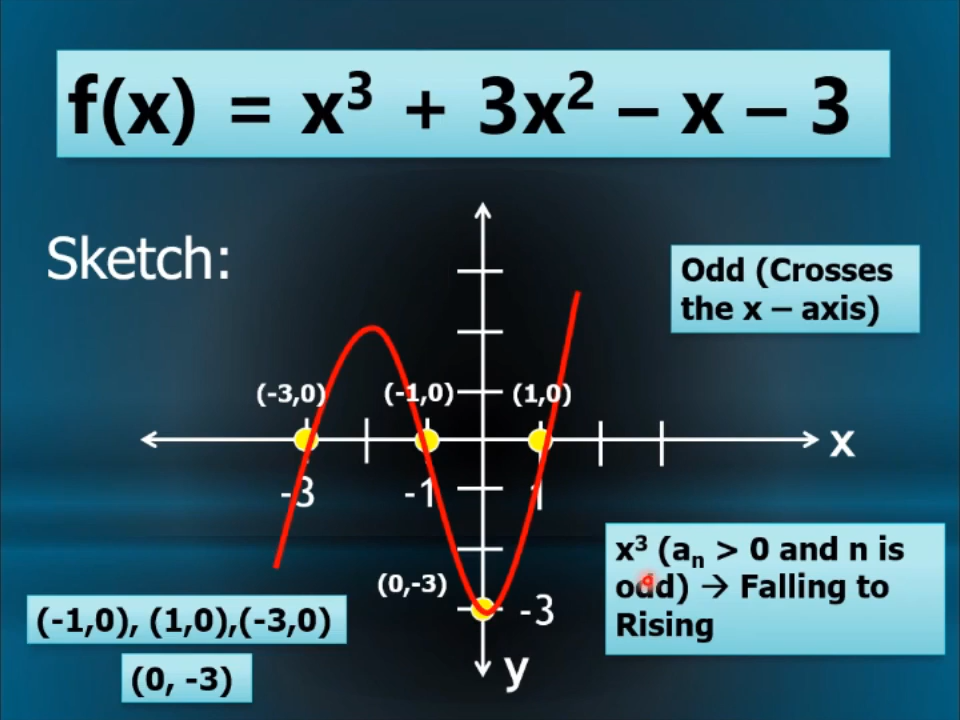 f(x) = x³ + 3x² – x – 3
Sketch:
Odd (Crosses
the x – axis)
(-3,0) (-1,0) (1,0)
x
-3 -1 1
x³ (aₙ > 0 and n is
odd) → Falling to
Rising
(0,-3)
-3
(-1,0), (1,0),(-3,0)
(0, -3)
y